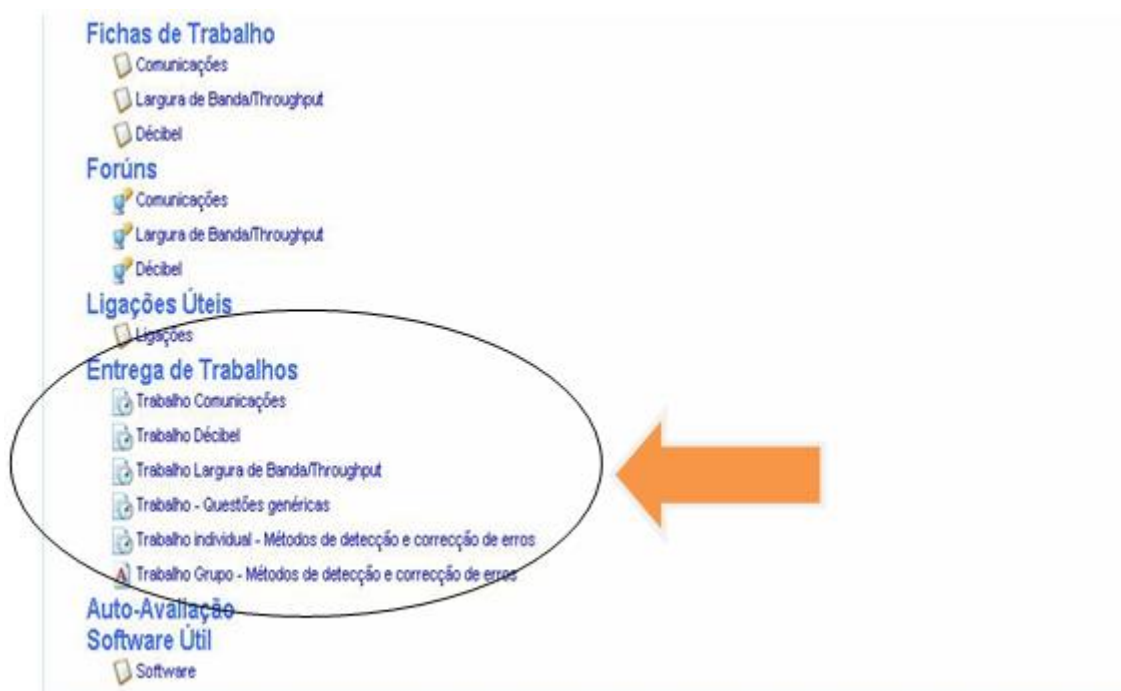 Fichas de Trabalho
Comunicações
Largura de Banda/Throughput
Décibel
Forúns
Comunicações
Largura de Banda/Throughput
Décibel
Ligações Úteis
Ligações
Entrega de Trabalhos
Trabalho Comunicações
Trabalho Décibel
Trabalho Largura de Banda/Throughput
Trabalho - Questões genéricas
Trabalho individual - Métodos de detecção e correcção de erros
Trabalho Grupo - Métodos de detecção e correcção de erros
Auto-Avaliação
Software Útil
Software